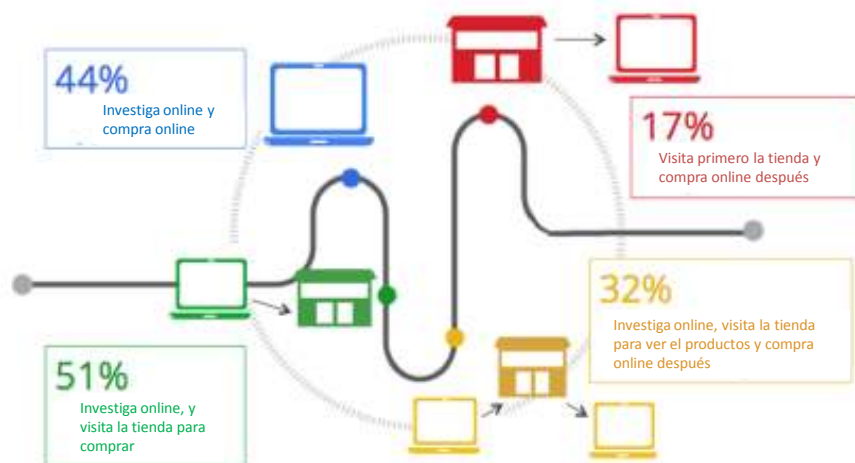 44%
Investiga online y
compra online
17%
Visita primero la tienda y
compra online después
32%
Investiga online, visita la tienda
para ver el productos y compra
online después
51%
Investiga online, y
visita la tienda para
comprar